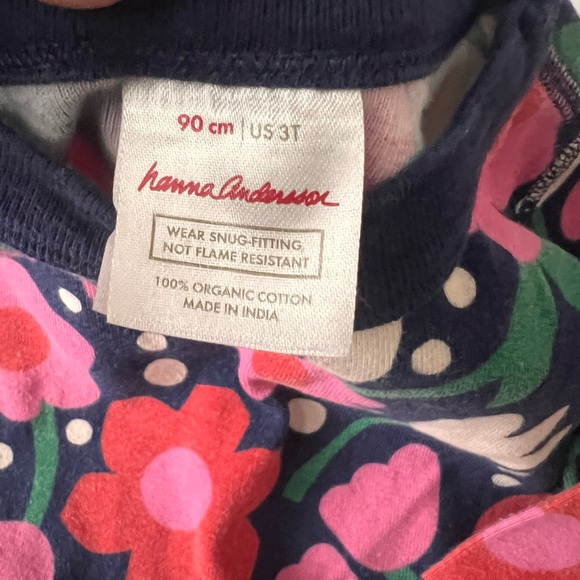 90 cm | US 3T
hanna Andersson
WEAR SNUG-FITTING,
NOT FLAME RESISTANT
100% ORGANIC COTTON
MADE IN INDIA